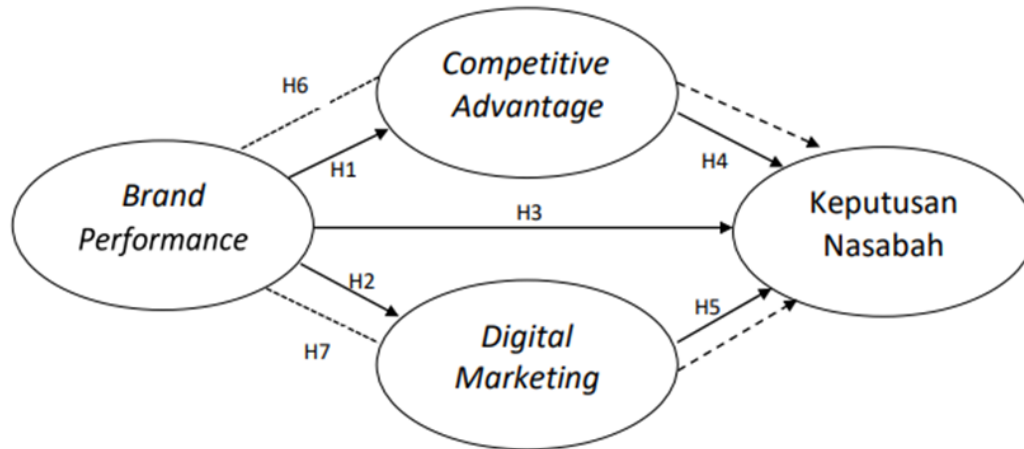 Competitive
Advantage
H6
H1
H4
Brand
Performance
H3
Keputusan
Nasabah
H2
H5
Digital
Marketing
H7